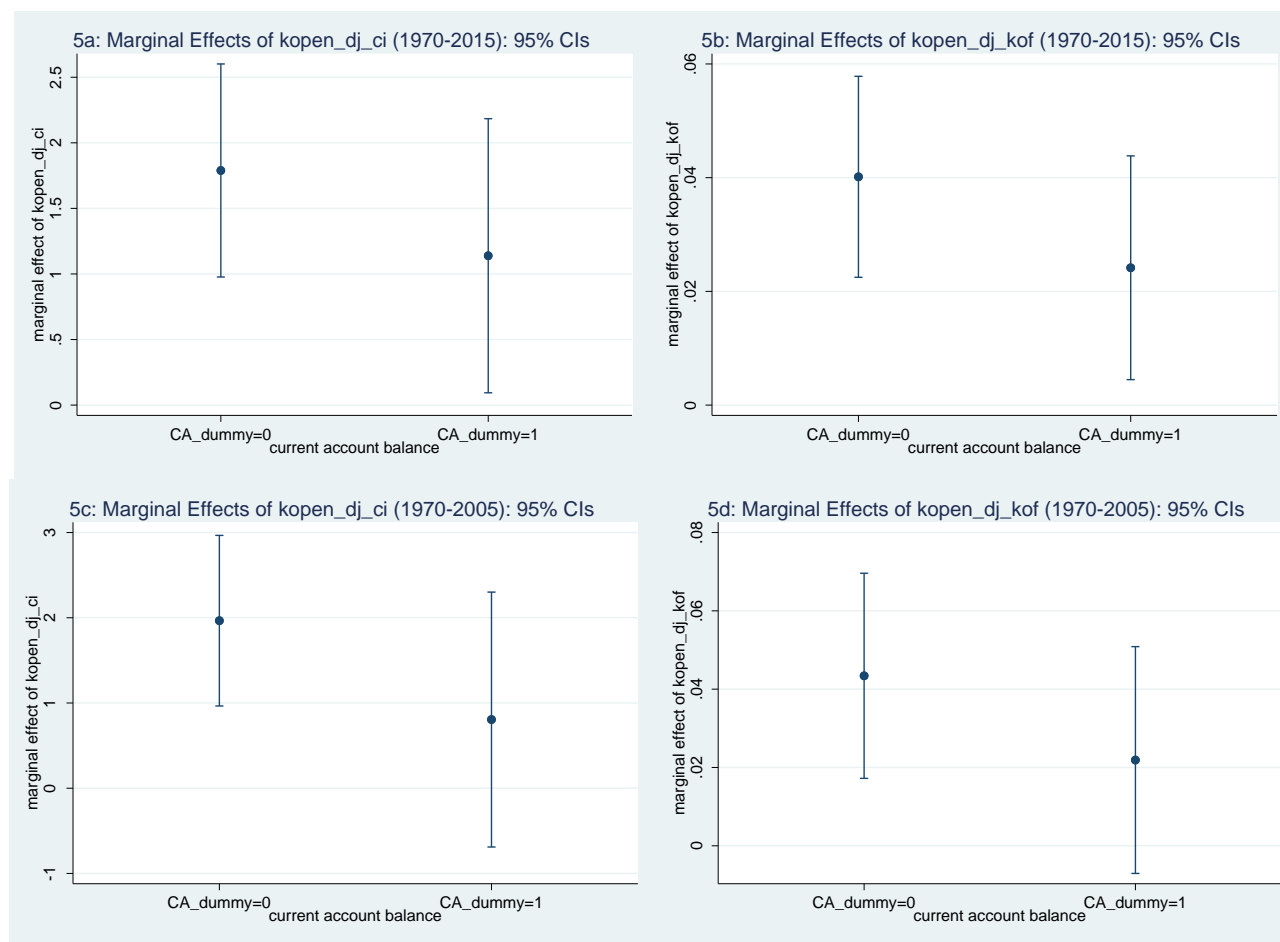 5a: Marginal Effects of kopen_dj_ci (1970-2015): 95% CIs
marginal effect of kopen_dj_ci
2.5
2
1.5
1
.5
0
CA_dummy=0
CA_dummy=1
current account balance
5b: Marginal Effects of kopen_dj_kof (1970-2015): 95% CIs
marginal effect of kopen_dj_kof
.06
.04
.02
0
CA_dummy=0
CA_dummy=1
current account balance
5c: Marginal Effects of kopen_dj_ci (1970-2005): 95% CIs
marginal effect of kopen_dj_ci
3
2
1
0
-1
CA_dummy=0
CA_dummy=1
current account balance
5d: Marginal Effects of kopen_dj_kof (1970-2005): 95% CIs
marginal effect of kopen_dj_kof
.08
.06
.04
.02
0
CA_dummy=0
CA_dummy=1
current account balance